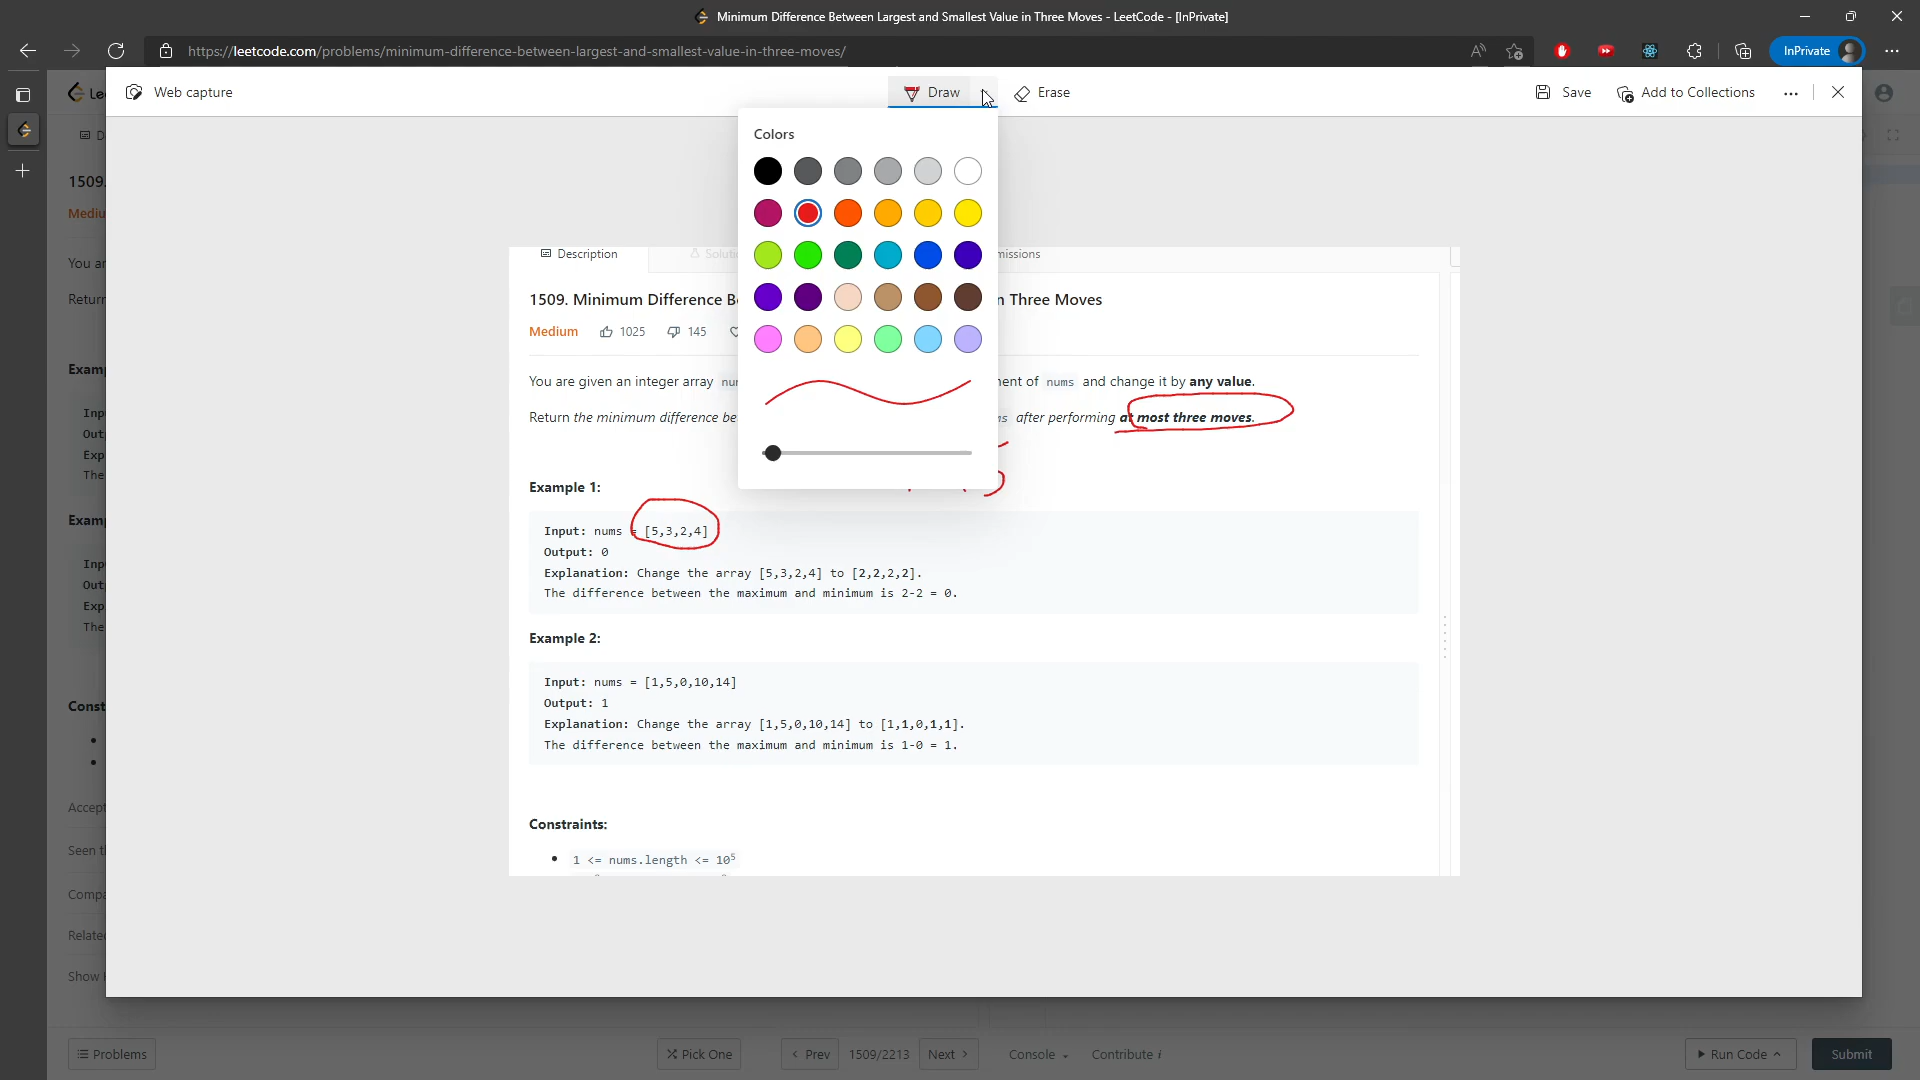 Minimum Difference Between Largest and Smallest Value in Three Moves - LeetCode - [InPrivate]
https://leetcode.com/problems/minimum-difference-between-largest-and-smallest-value-in-three-moves/
InPrivate
Web capture
Draw
Erase
Save
Add to Collections
Colors
Description
1509. Minimum Difference
n Three Moves
Medium
1025
145
You are given an integer array
of nums and change it by any value.
Return the minimum difference
after performing at most three moves.
Example 1:
Input: nums = [5,3,2,4]
Output: 0
Explanation: Change the array [5,3,2,4] to [2,2,2,2].
The difference between the maximum and minimum is 2-2 = 0.
Example 2:
Input: nums = [1,5,0,10,14]
Output: 1
Explanation: Change the array [1,5,0,10,14] to [1,1,0,1,1].
The difference between the maximum and minimum is 1-0 = 1.
Constraints:
1 <= nums.length <= 10⁵
1509.
Problems
Pick One
Prev
1509/2213
Next
Console
Contribute i
Run Code
Submit